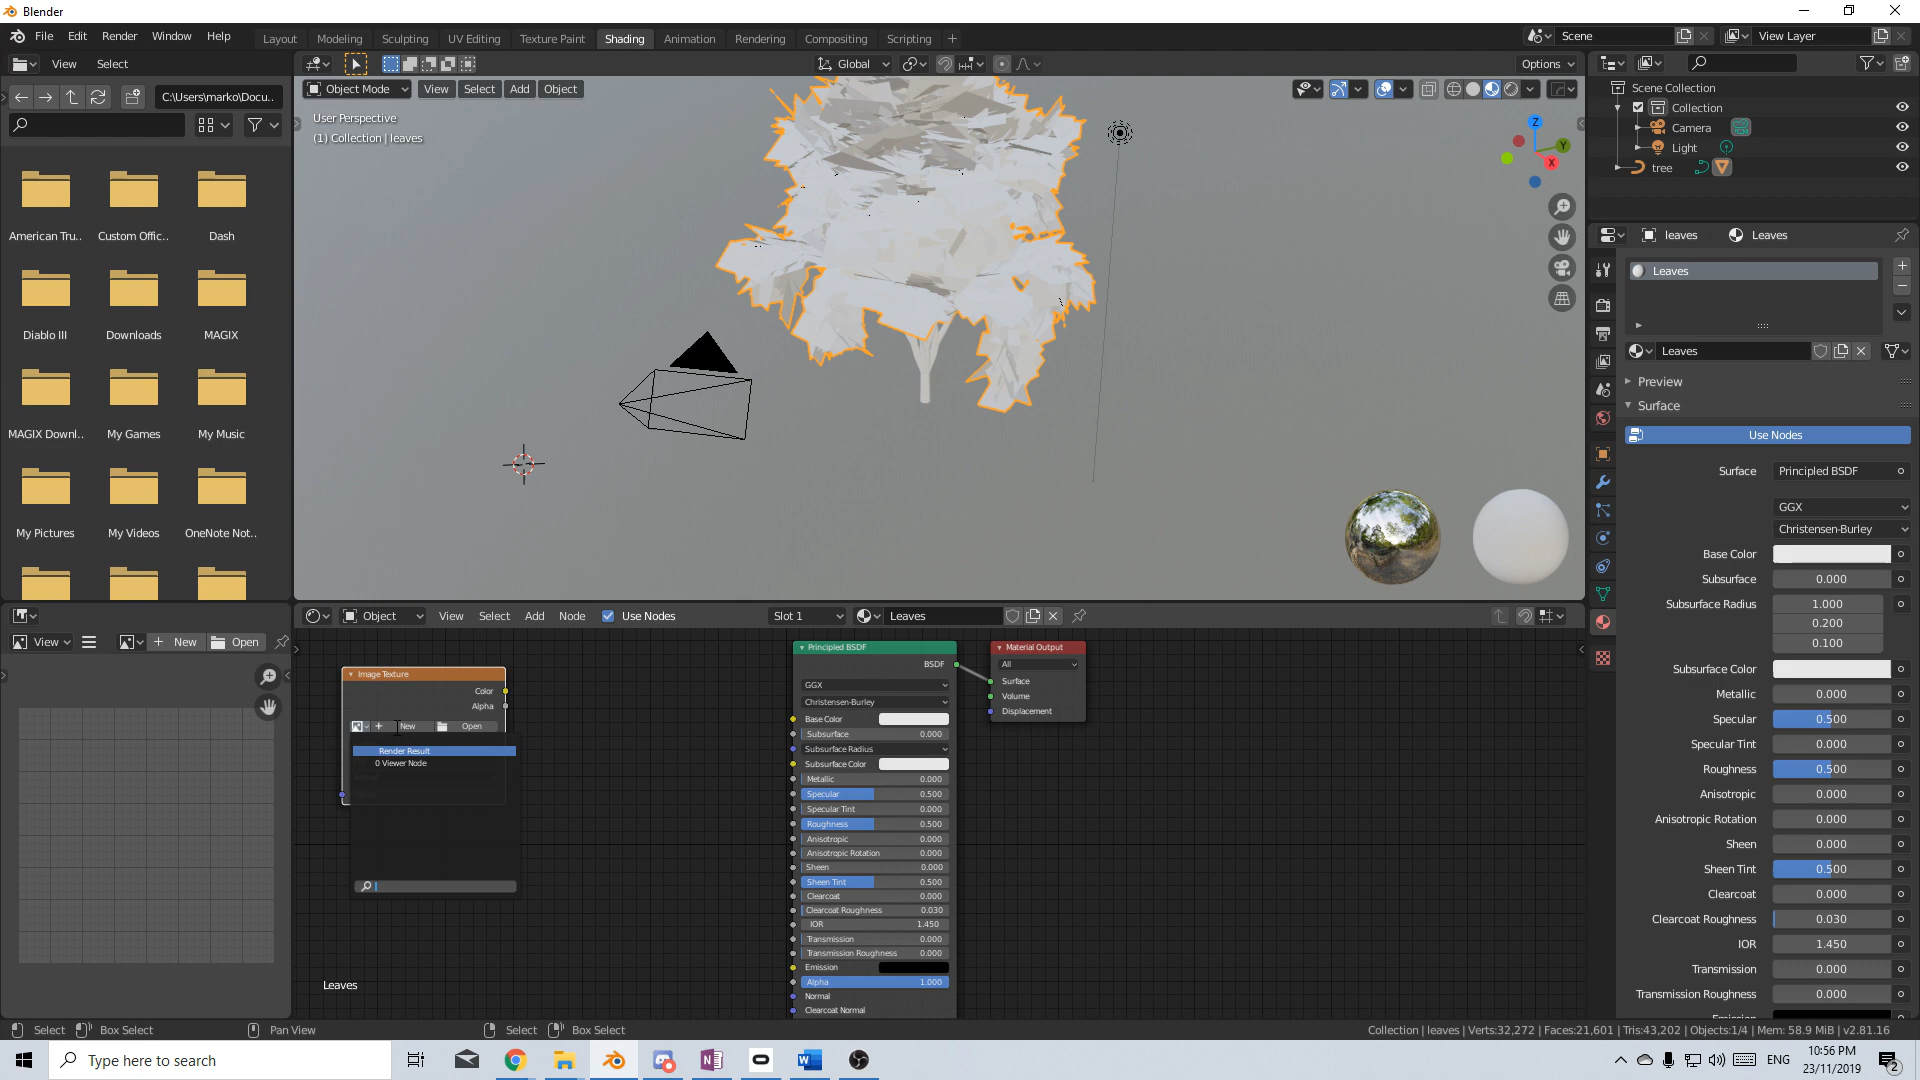 Blender
File Edit Render Window Help
Layout Modeling Sculpting UV Editing Texture Paint Shading Animation Rendering Compositing Scripting
Scene
View Layer
View Select
Global
Options
C:\Users\marko\Docu..
Object Mode View Select Add Object
User Perspective
(1) Collection | leaves
Z
Y
X
Scene Collection
Collection
Camera
Light
tree
American Tru..
Custom Offic..
Dash
Diablo III
Downloads
MAGIX
MAGIX Downl..
My Games
My Music
My Pictures
My Videos
OneNote Not..
leaves
Leaves
Leaves
Leaves
Preview
Surface
Use Nodes
Surface Principled BSDF
GGX
Christensen-Burley
Base Color
Subsurface 0.000
Subsurface Radius 1.000
0.200
0.100
Subsurface Color
Metallic 0.000
Specular 0.500
Specular Tint 0.000
Roughness 0.500
Anisotropic 0.000
Anisotropic Rotation 0.000
Sheen 0.000
Sheen Tint 0.500
Clearcoat 0.000
Clearcoat Roughness 0.030
IOR 1.450
Transmission 0.000
Transmission Roughness 0.000
View New Open
Object View Select Add Node Use Nodes
Slot 1
Leaves
Image Texture
Color
Alpha
New Open
Render Result
0 Viewer Node
Principled BSDF
BSDF
GGX
Christensen-Burley
Base Color
Subsurface 0.000
Subsurface Radius
Subsurface Color
Metallic 0.000
Specular 0.500
Specular Tint 0.000
Roughness 0.500
Anisotropic 0.000
Anisotropic Rotation 0.000
Sheen 0.000
Sheen Tint 0.500
Clearcoat 0.000
Clearcoat Roughness 0.030
IOR 1.450
Transmission 0.000
Transmission Roughness 0.000
Emission
Alpha 1.000
Normal
Clearcoat Normal
Material Output
All
Surface
Volume
Displacement
Leaves
Select Box Select Pan View Select Box Select
Collection | leaves | Verts:32,272 | Faces:21,601 | Tris:43,202 | Objects:1/4 | Mem: 58.9 MiB | v2.81.16
Type here to search
ENG
10:56 PM
23/11/2019
2